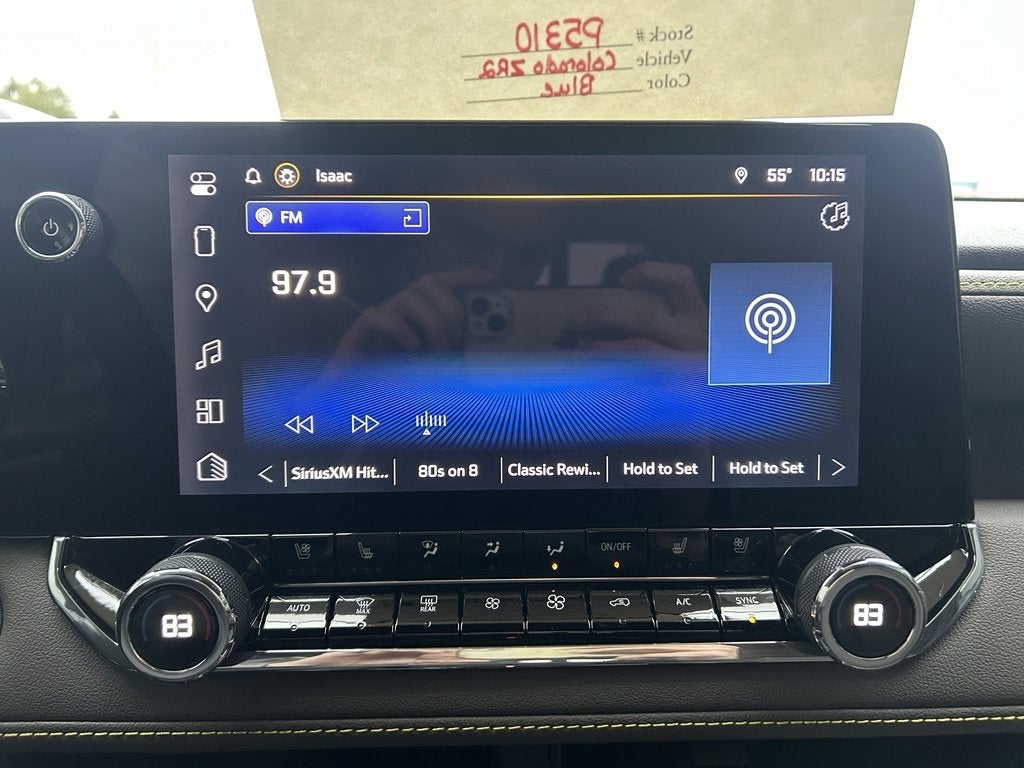 Stock # P5310
Vehicle Colorado ZR2
Color Blue
Isaac 55° 10:15
FM
97.9
SiriusXM Hit... 80s on 8 Classic Rewi... Hold to Set Hold to Set
ON/OFF
AUTO MAX REAR A/C SYNC
83 83